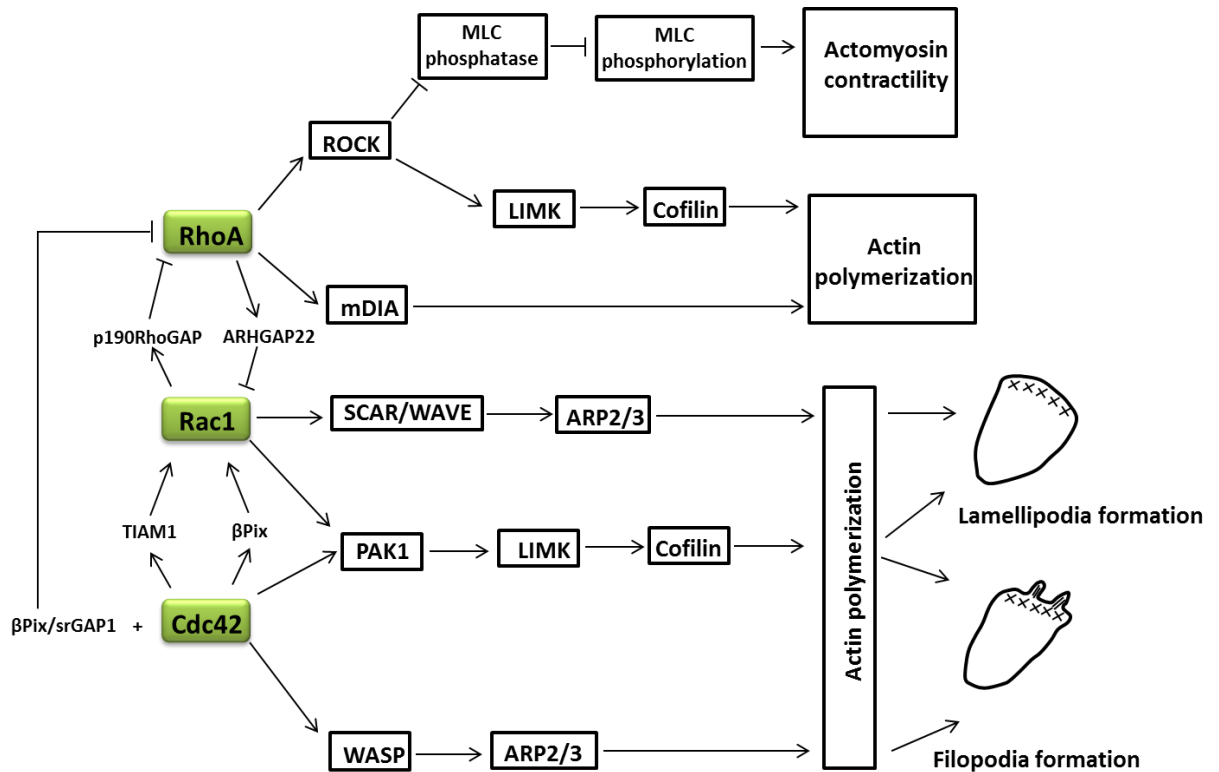 MLC
phosphatase
MLC
phosphorylation
Actomyosin
contractility
ROCK
LIMK
Cofilin
RhoA
Actin
polymerization
mDIA
p190RhoGAP
ARHGAP22
Rac1
SCAR/WAVE
ARP2/3
Actin polymerization
Lamellipodia formation
TIAM1
βPix
PAK1
LIMK
Cofilin
βPix/srGAP1 +
Cdc42
WASP
ARP2/3
Filopodia formation